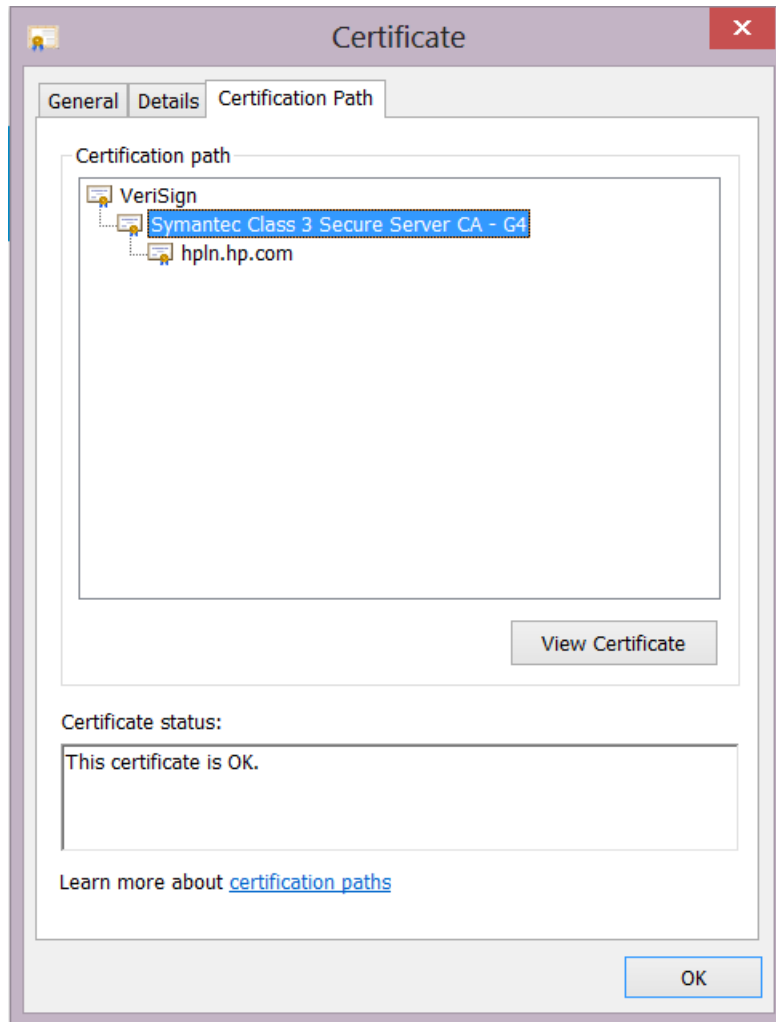 Certificate
x
General Details Certification Path
Certification path
VeriSign
Symantec Class 3 Secure Server CA - G4
hpln.hp.com
View Certificate
Certificate status:
This certificate is OK.
Learn more about certification paths
OK